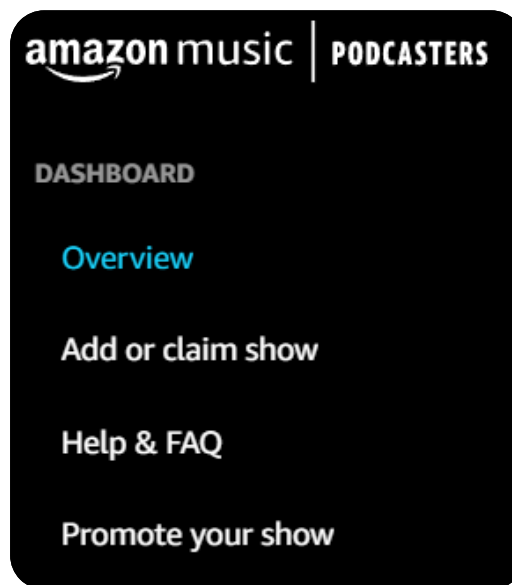 amazon music | PODCASTERS
DASHBOARD
Overview
Add or claim show
Help & FAQ
Promote your show